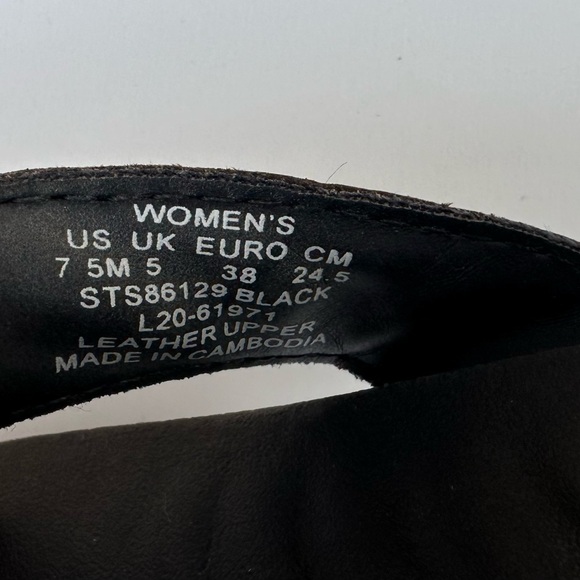 WOMEN'S
US UK EURO CM
7 5M 5 38 24.5
STS86129 BLACK
L20-61971
LEATHER UPPER
MADE IN CAMBODIA